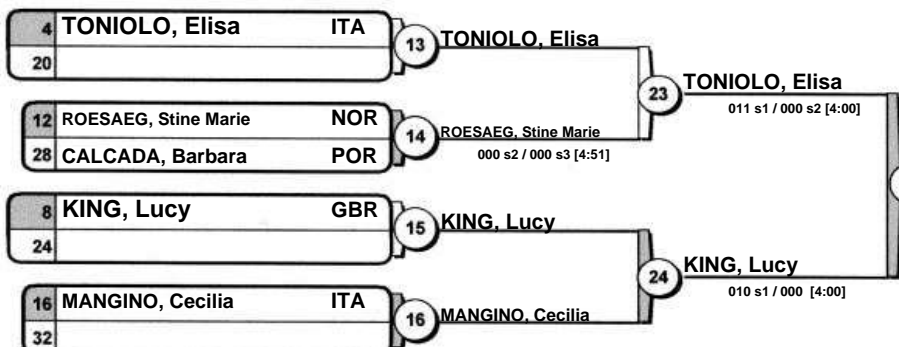 4 TONIOLO, Elisa ITA
20
13 TONIOLO, Elisa
23 TONIOLO, Elisa
011 s1 / 000 s2 [4:00]
12 ROESAEG, Stine Marie NOR
28 CALCADA, Barbara POR
14 ROESAEG, Stine Marie
000 s2 / 000 s3 [4:51]
8 KING, Lucy GBR
24
15 KING, Lucy
24 KING, Lucy
010 s1 / 000 [4:00]
16 MANGINO, Cecilia ITA
32
16 MANGINO, Cecilia